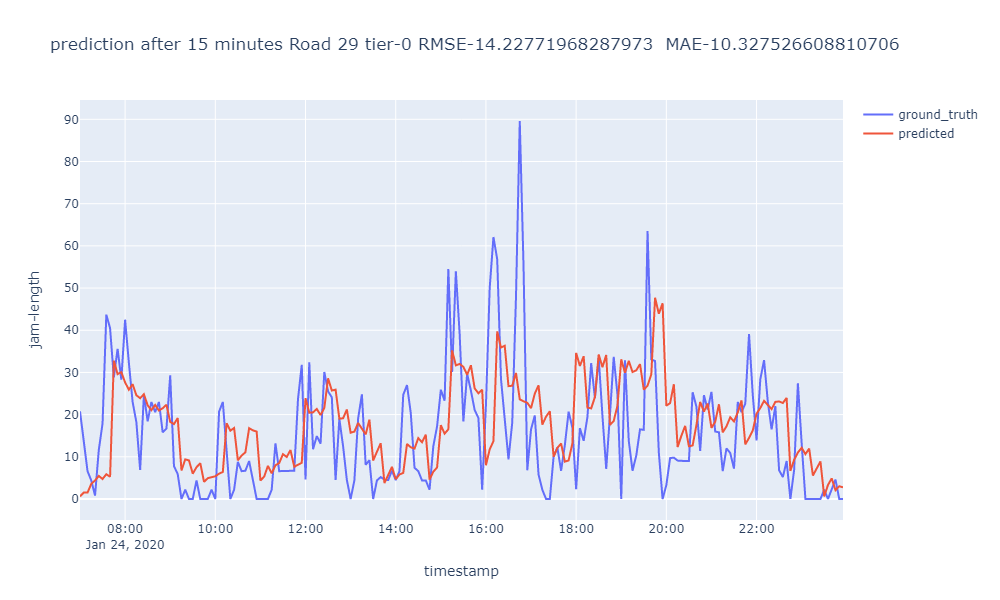 prediction after 15 minutes Road 29 tier-0 RMSE-14.22771968287973  MAE-10.327526608810706
ground_truth
predicted
90
80
70
60
50
40
30
20
10
0
jam-length
08:00 10:00 12:00 14:00 16:00 18:00 20:00 22:00
Jan 24, 2020
timestamp